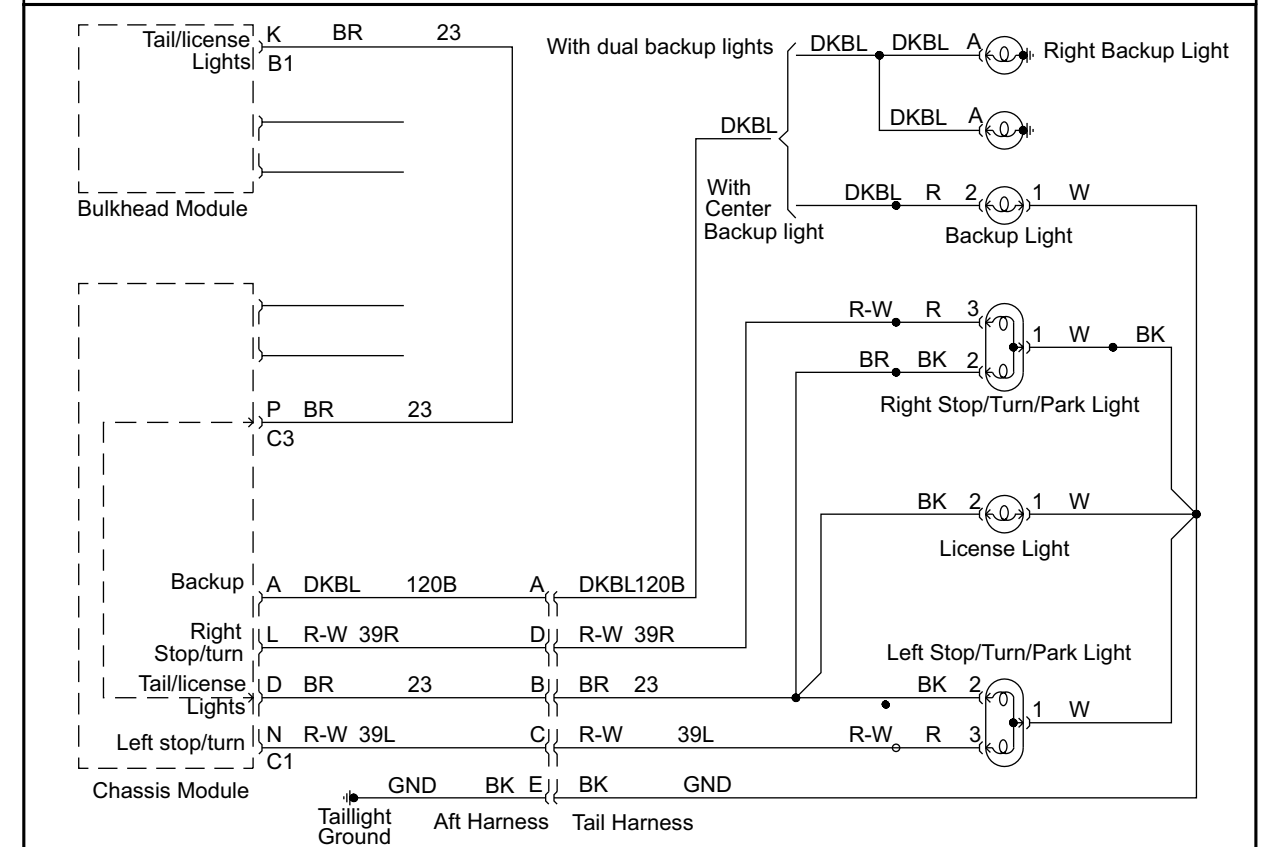 Tail/license
Lights
K BR 23
B1
Bulkhead Module
With dual backup lights
DKBL DKBL A Right Backup Light
DKBL A
DKBL
With
Center
Backup light
DKBL R 2 1 W
Backup Light
R-W R 3
1 W BK
BR BK 2
Right Stop/Turn/Park Light
P BR 23
C3
BK 2 1 W
License Light
Backup A DKBL 120B A DKBL120B
Right
Stop/turn
L R-W 39R D R-W 39R
Left Stop/Turn/Park Light
Tail/license
Lights
D BR 23 B BR 23 BK 2
1 W
Left stop/turn N R-W 39L C R-W 39L R-W R 3
C1
Chassis Module
GND BK E BK GND
Taillight
Ground
Aft Harness Tail Harness